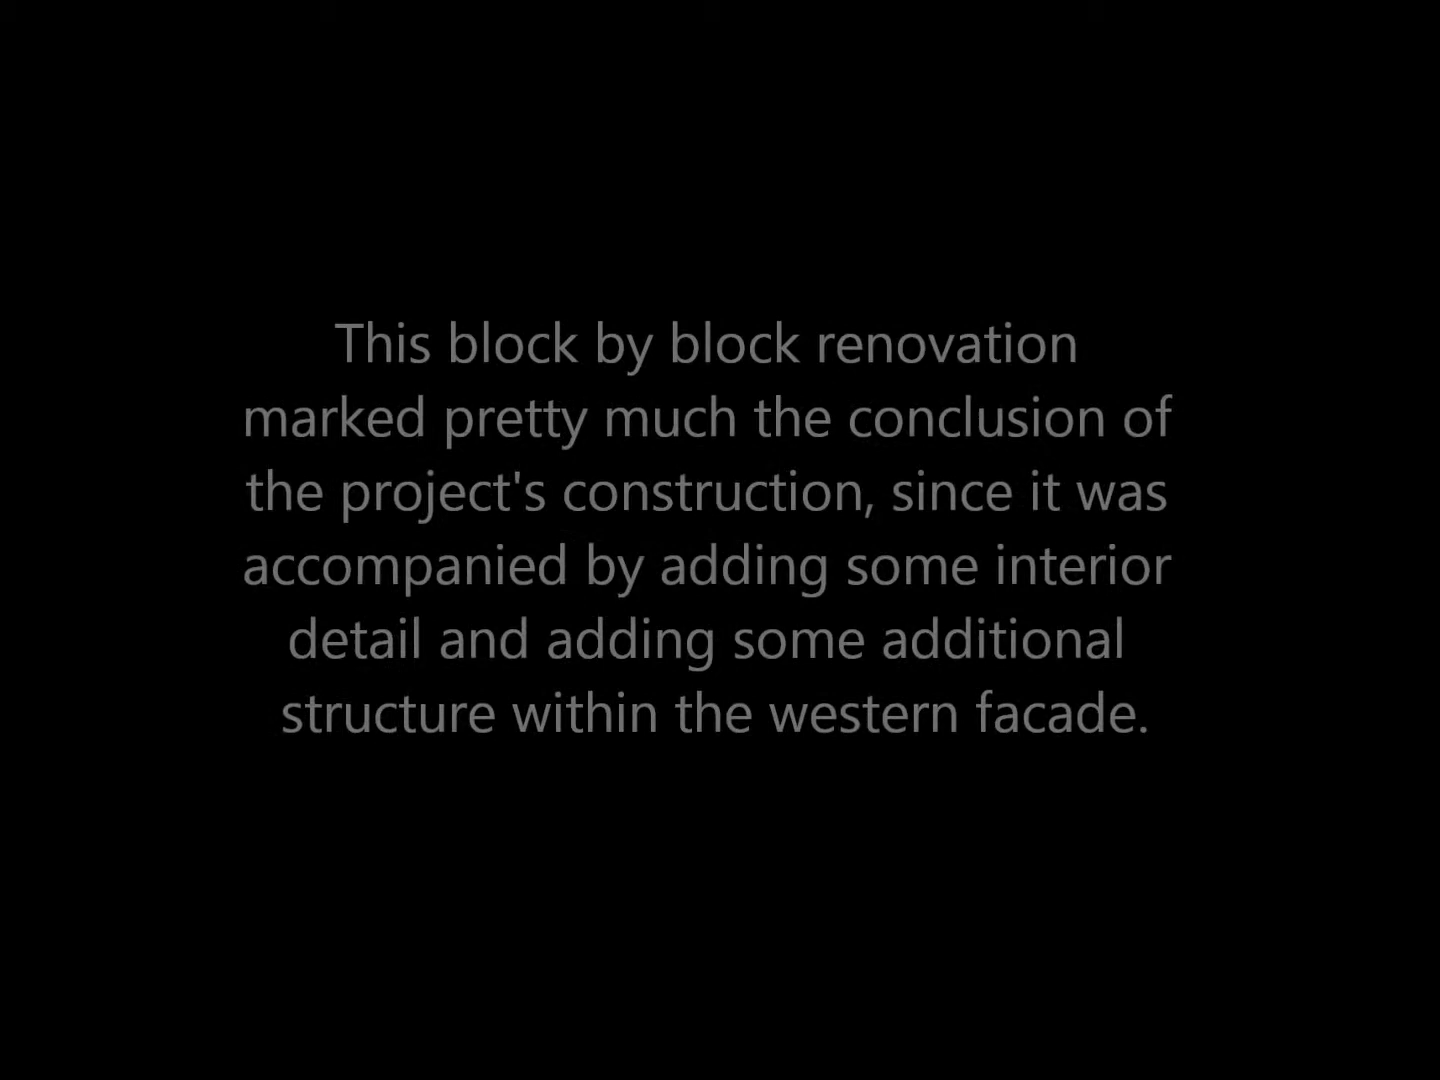 This block by block renovation
marked pretty much the conclusion of
the project's construction, since it was
accompanied by adding some interior
detail and adding some additional
structure within the western facade.